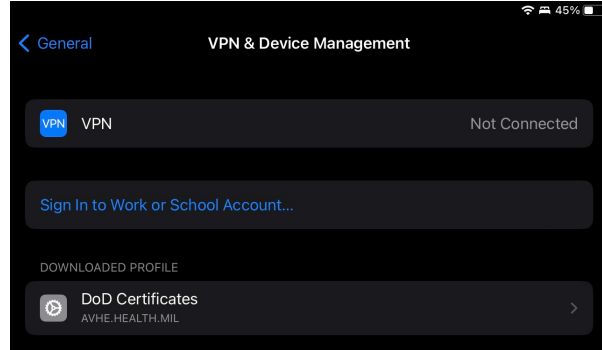 45%
General
VPN & Device Management
VPN
VPN
Not Connected
Sign In to Work or School Account...
DOWNLOADED PROFILE
DoD Certificates
AVHE.HEALTH.MIL